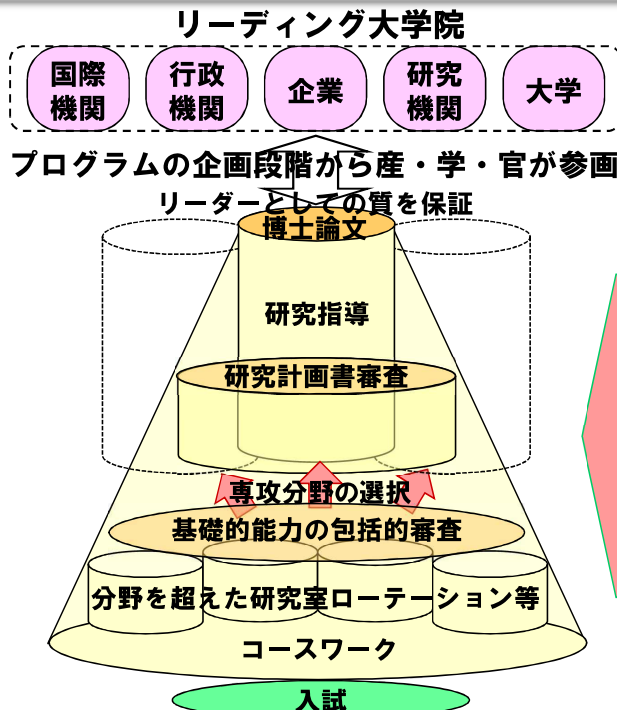 リーディング大学院
国際
機関
行政
機関
企業
研究
機関
大学
プログラムの企画段階から産・学・官が参画
リーダーとしての質を保証
博士論文
研究指導
研究計画書審査
専攻分野の選択
基礎的能力の包括的審査
分野を超えた研究室ローテーション等
コースワーク
入試